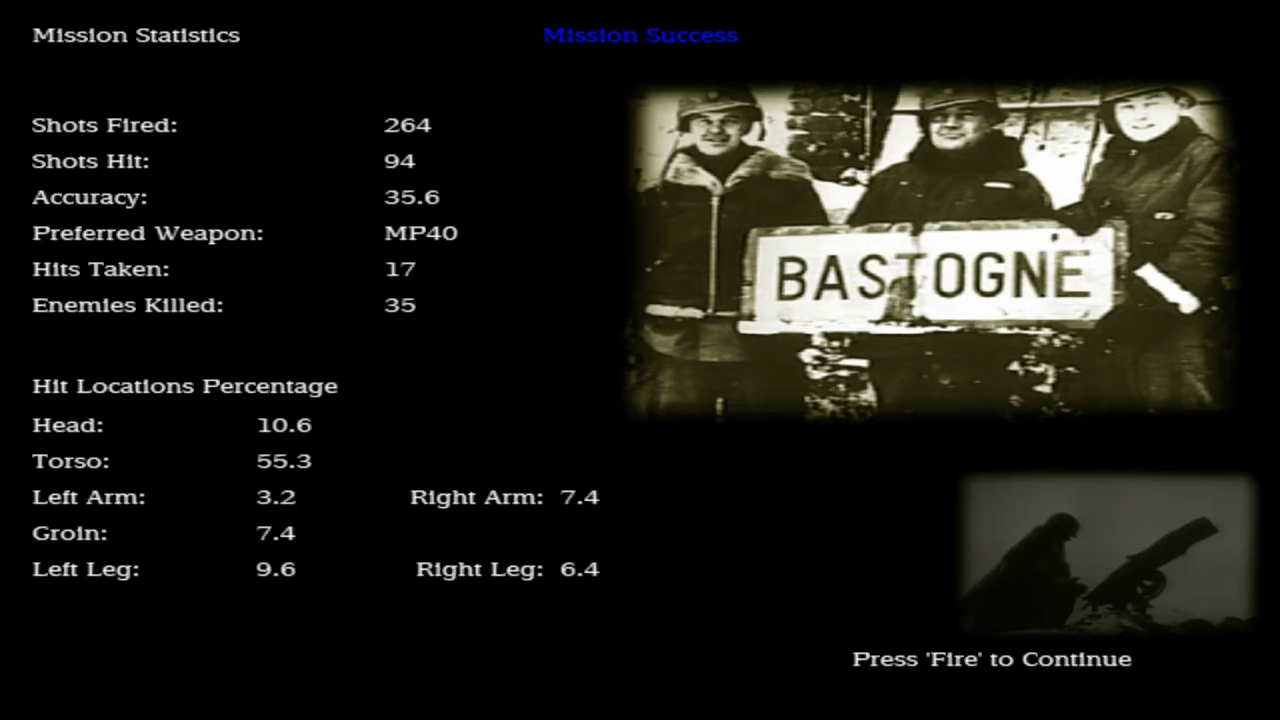 Mission Statistics
Mission Success
Shots Fired: 264
Shots Hit: 94
Accuracy: 35.6
Preferred Weapon: MP40
Hits Taken: 17
Enemies Killed: 35
BASTOGNE
Hit Locations Percentage
Head: 10.6
Torso: 55.3
Left Arm: 3.2 Right Arm: 7.4
Groin: 7.4
Left Leg: 9.6 Right Leg: 6.4
Press 'Fire' to Continue